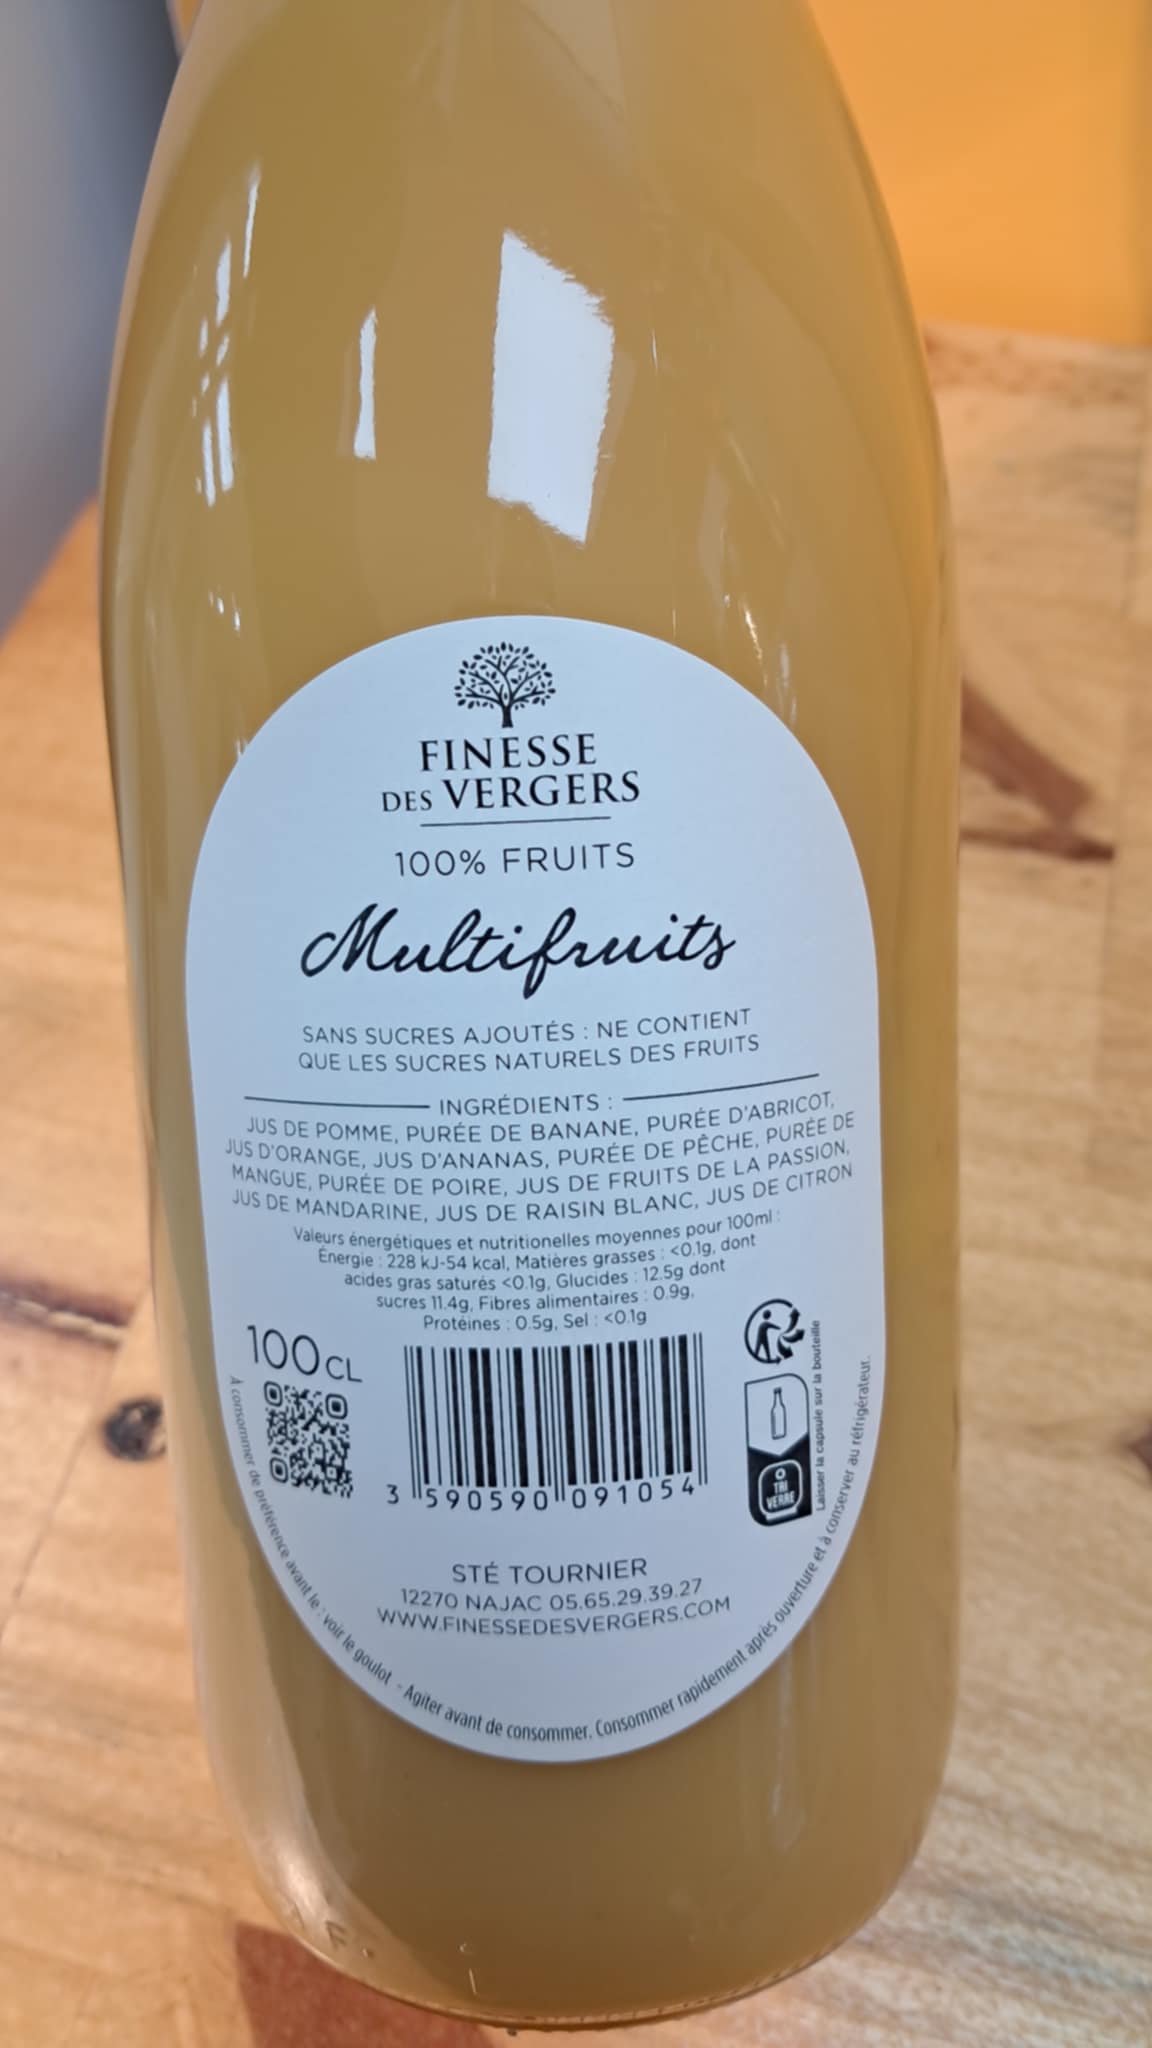 FINESSE
DES VERGERS
100% FRUITS
Multifruits
SANS SUCRES AJOUTÉS : NE CONTIENT
QUE LES SUCRES NATURELS DES FRUITS
INGRÉDIENTS :
JUS DE POMME, PURÉE DE BANANE, PURÉE D'ABRICOT,
JUS D'ORANGE, JUS D'ANANAS, PURÉE DE PÊCHE, PURÉE DE
MANGUE, PURÉE DE POIRE, JUS DE FRUITS DE LA PASSION,
JUS DE MANDARINE, JUS DE RAISIN BLANC, JUS DE CITRON
Valeurs énergétiques et nutritionelles moyennes pour 100ml :
Énergie : 228 kJ-54 kcal, Matières grasses : <0.1g, dont
acides gras saturés <0.1g, Glucides : 12.5g dont
sucres 11.4g, Fibres alimentaires : 0.9g,
Protéines : 0.5g, Sel : <0.1g
100 CL
3 590590 091054
TRI
VERRE
Laisser la capsule sur la bouteille
STÉ TOURNIER
12270 NAJAC 05.65.29.39.27
WWW.FINESSEDESVERGERS.COM
À consommer de préférence avant le : voir le goulot - Agiter avant de consommer. Consommer rapidement après ouverture et à conserver au réfrigérateur.